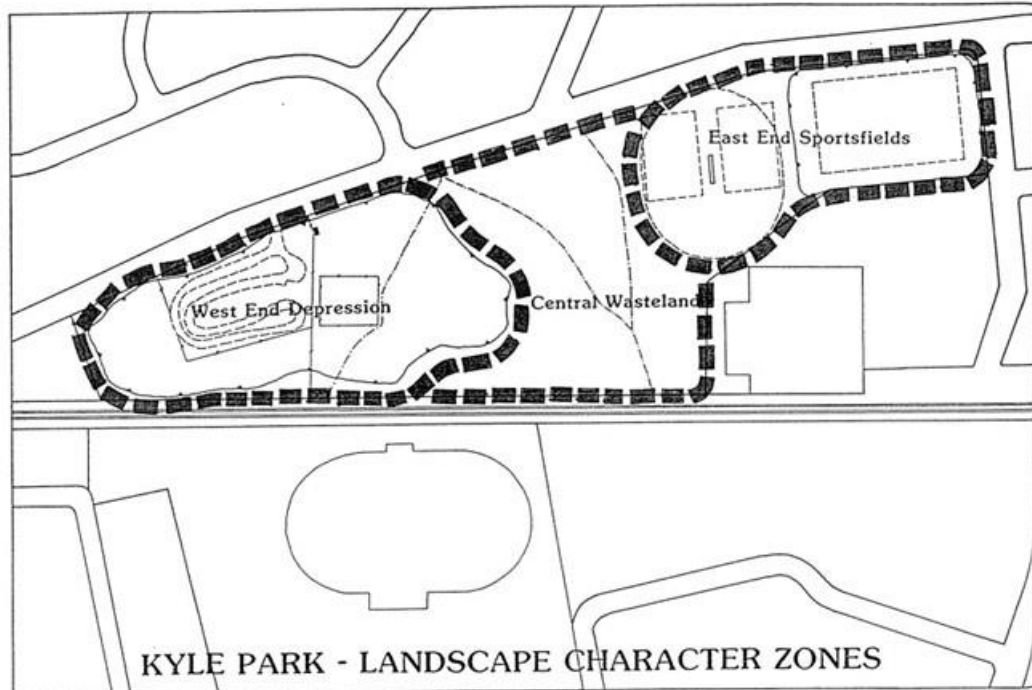 East End Sportsfields
West End Depression
Central Wasteland
KYLE PARK - LANDSCAPE CHARACTER ZONES